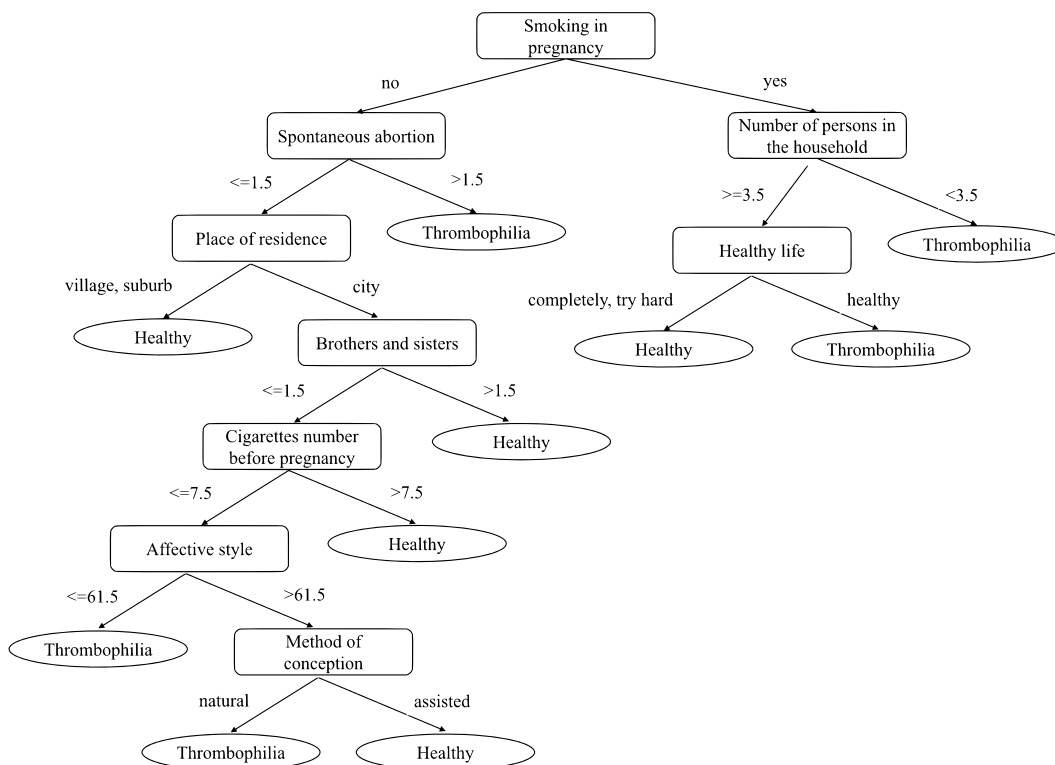 Smoking in
pregnancy
no
yes
Spontaneous abortion
Number of persons in
the household
<=1.5
>1.5
>=3.5
<3.5
Place of residence
Thrombophilia
Healthy life
Thrombophilia
village, suburb
city
completely, try hard
healthy
Healthy
Brothers and sisters
Healthy
Thrombophilia
<=1.5
>1.5
Cigarettes number
before pregnancy
Healthy
<=7.5
>7.5
Affective style
Healthy
<=61.5
>61.5
Thrombophilia
Method of
conception
natural
assisted
Thrombophilia
Healthy